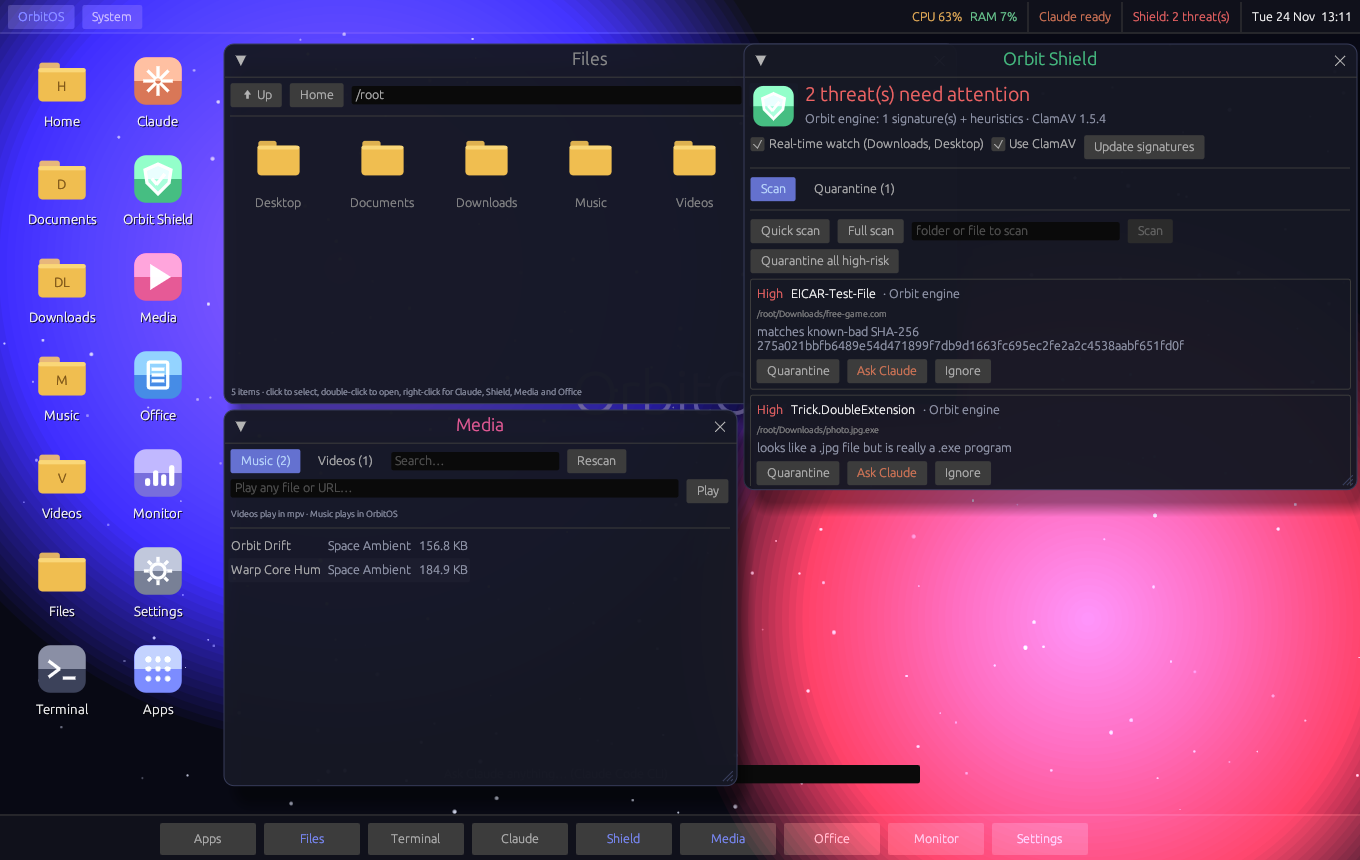 OrbitOS System CPU 63% RAM 7% Claude ready Shield: 2 threat(s) Tue 24 Nov 13:11
H
Home
Claude
D
Documents
Orbit Shield
DL
Downloads
Media
M
Music
Office
V
Videos
Monitor
Files
Settings
Terminal
Apps
Files
Up Home /root
Desktop Documents Downloads Music Videos
5 items · click to select, double-click to open, right-click for Claude, Shield, Media and Office
Media
Music (2) Videos (1) Search... Rescan
Play any file or URL... Play
Videos play in mpv · Music plays in OrbitOS
Orbit Drift Space Ambient 156.8 KB
Warp Core Hum Space Ambient 184.9 KB
Orbit Shield
2 threat(s) need attention
Orbit engine: 1 signature(s) + heuristics · ClamAV 1.5.4
Real-time watch (Downloads, Desktop) Use ClamAV Update signatures
Scan Quarantine (1)
Quick scan Full scan folder or file to scan Scan
Quarantine all high-risk
High EICAR-Test-File · Orbit engine
/root/Downloads/free-game.com
matches known-bad SHA-256
275a021bbfb6489e54d471899f7db9d1663fc695ec2fe2a2c4538aabf651fd0f
Quarantine Ask Claude Ignore
High Trick.DoubleExtension · Orbit engine
/root/Downloads/photo.jpg.exe
looks like a .jpg file but is really a .exe program
Quarantine Ask Claude Ignore
Apps Files Terminal Claude Shield Media Office Monitor Settings